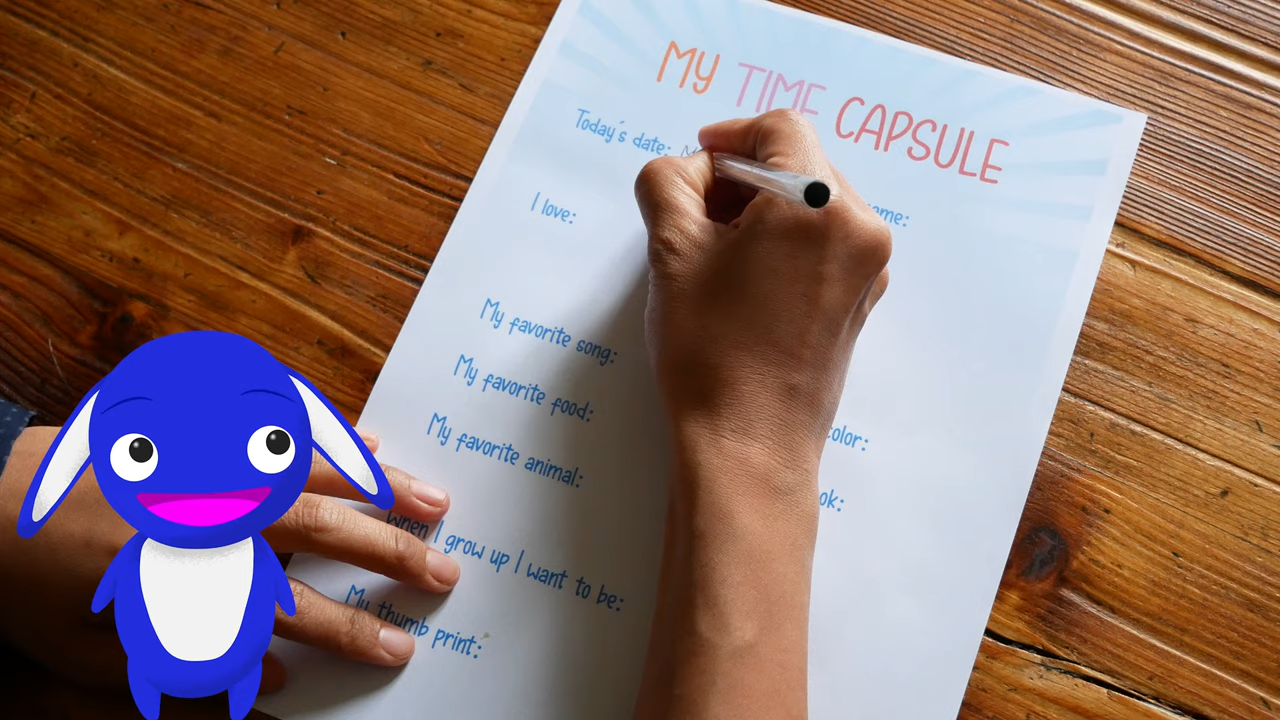 MY TIME CAPSULE
Today's date:
I love:
My favorite song:
My favorite food:
My favorite animal:
When I grow up I want to be:
My thumb print: